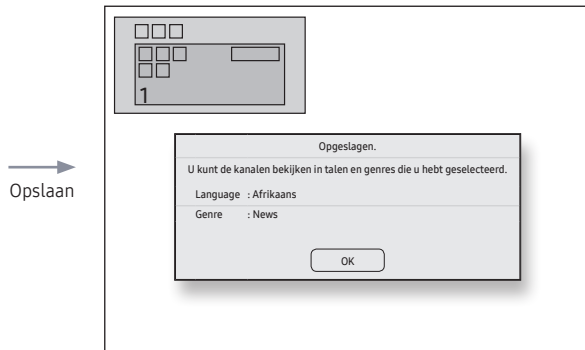 1
Opslaan
Opgeslagen.
U kunt de kanalen bekijken in talen en genres die u hebt geselecteerd.
Language : Afrikaans
Genre : News
OK